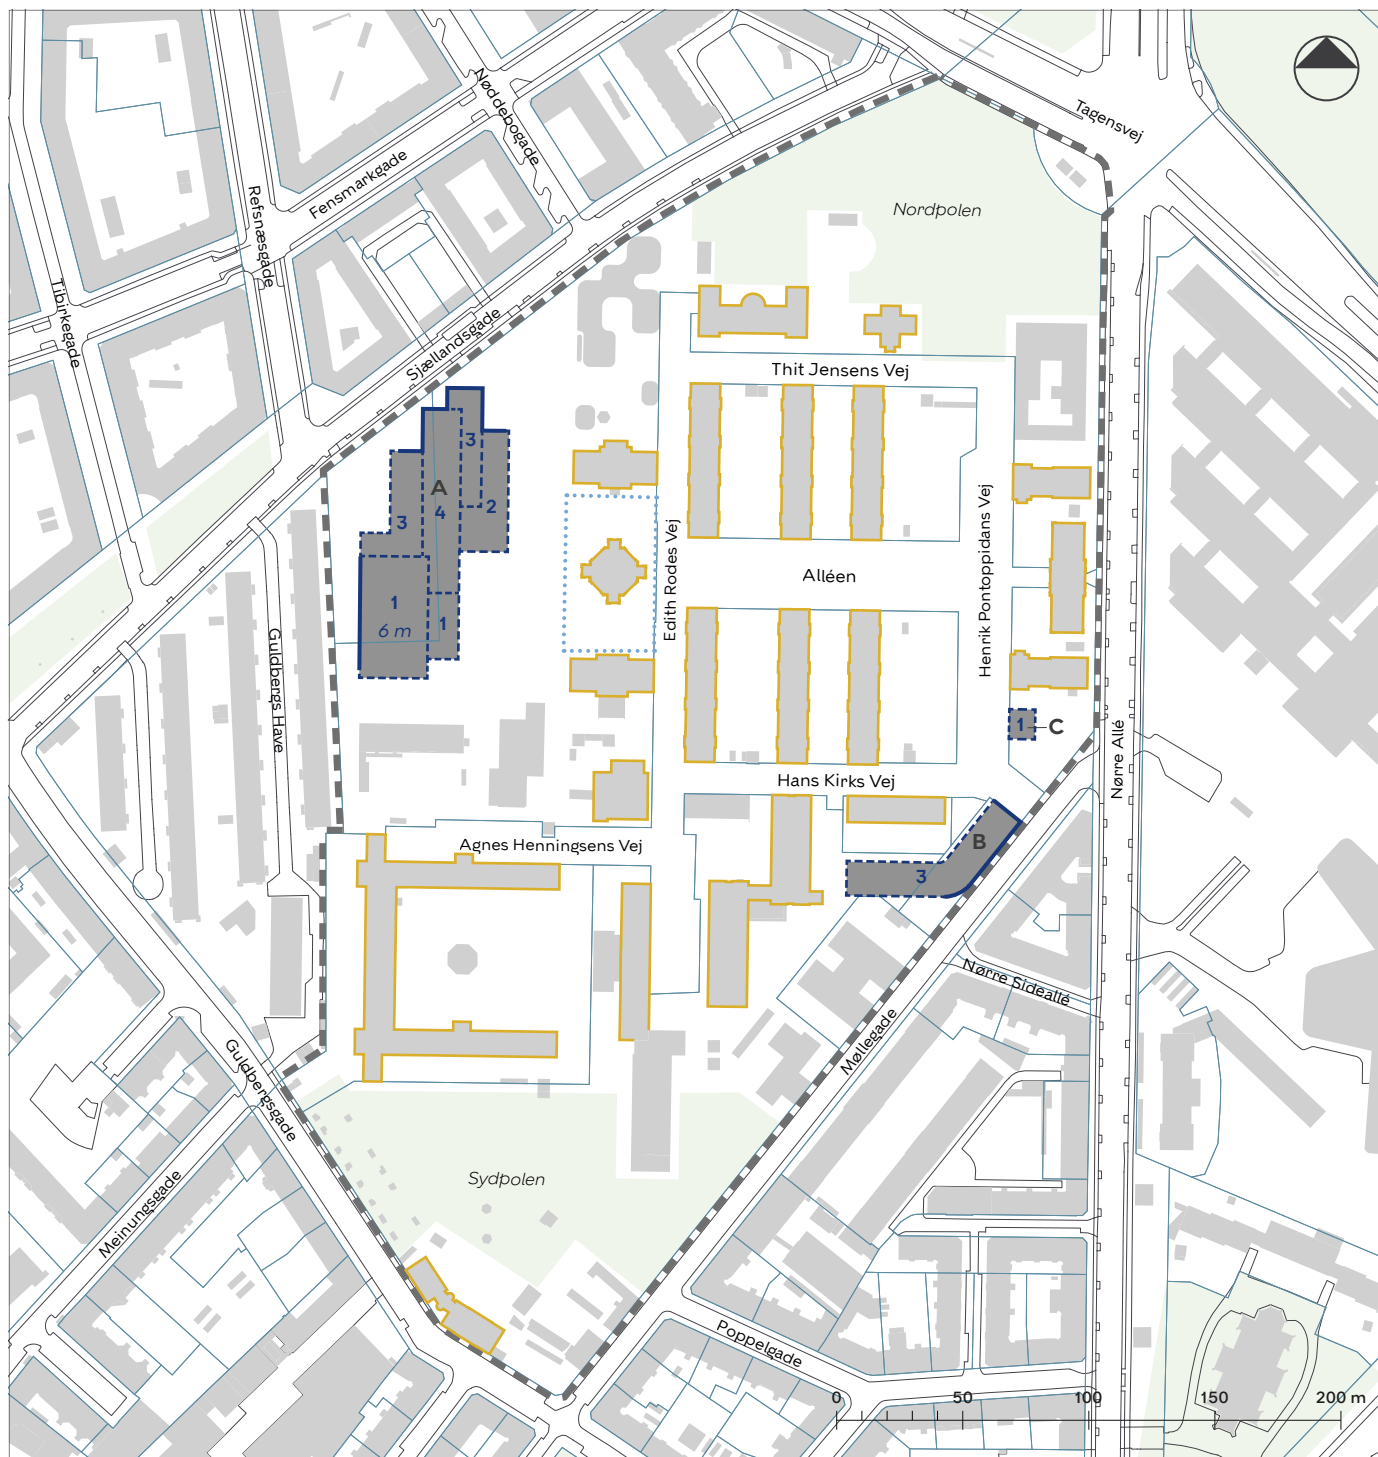 Nøddebogade
Tagensvej
Fensmarkgade
Refsnæsgade
Nordpolen
Tibirkegade
Sjællandsgade
Thit Jensens Vej
3
A
4
2
3
Henrik Pontoppidans Vej
Edith Rodes Vej
Alléen
1
6 m
1
Guldbergs Have
1
C
Nørre Allé
Hans Kirks Vej
Agnes Henningsens Vej
B
3
Nørre Sideallé
Møllegade
Guldbergsgade
Sydpolen
Meinungsgade
Poppelgade
0
50
100
150
200 m